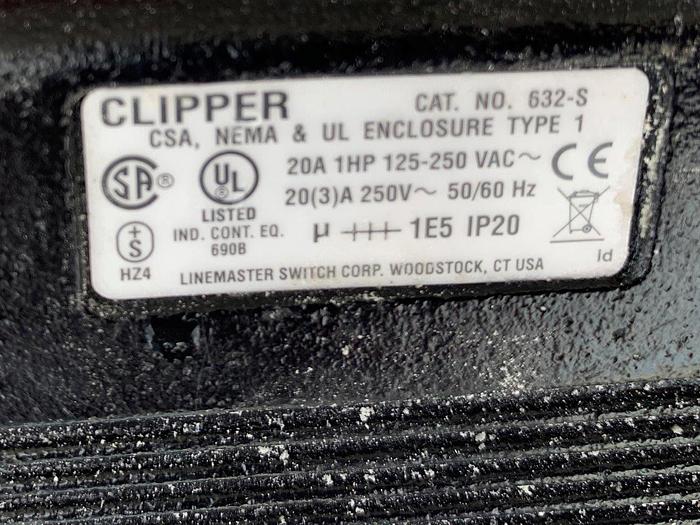 CLIPPER CAT. NO. 632-S
CSA, NEMA & UL ENCLOSURE TYPE 1
SA ® UL ® 20A 1HP 125-250 VAC~ CE
LISTED 20(3)A 250V~ 50/60 Hz
IND. CONT. EQ. µ 1E5 IP20
690B
+S
HZ4
LINEMASTER SWITCH CORP. WOODSTOCK, CT USA
ld